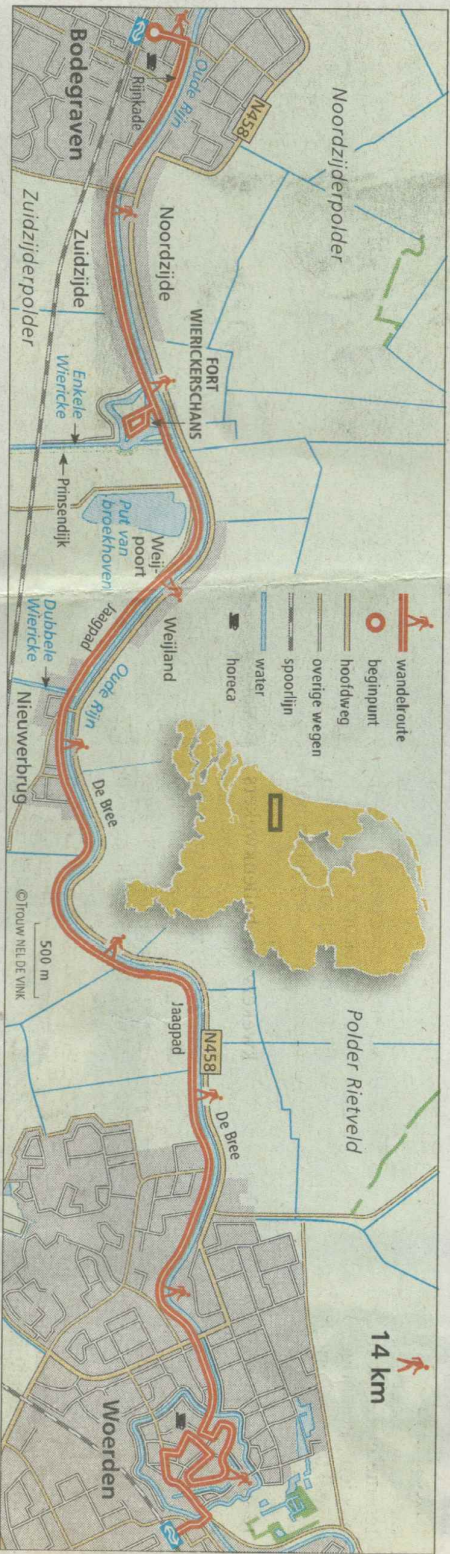 Bodegraven
Rijnkade
Oude Rijn
N458
Noordzijderpolder
Noordzijde
Zuidzijde
Zuidzijderpolder
FORT
WIERICKERSCHANS
Enkele
Wiericke
Prinsendijk
Put van
broekhoven
Weij-
poort
Weijland
Jaagpad
Oude Rijn
Dubbele
Wiericke
Nieuwerbrug
De Bree
wandelroute
beginpunt
hoofdweg
overige wegen
spoorlijn
water
horeca
500 m
©TROUW NEL DE VINK
Jaagpad
N458
De Bree
Polder Rietveld
14 km
Woerden